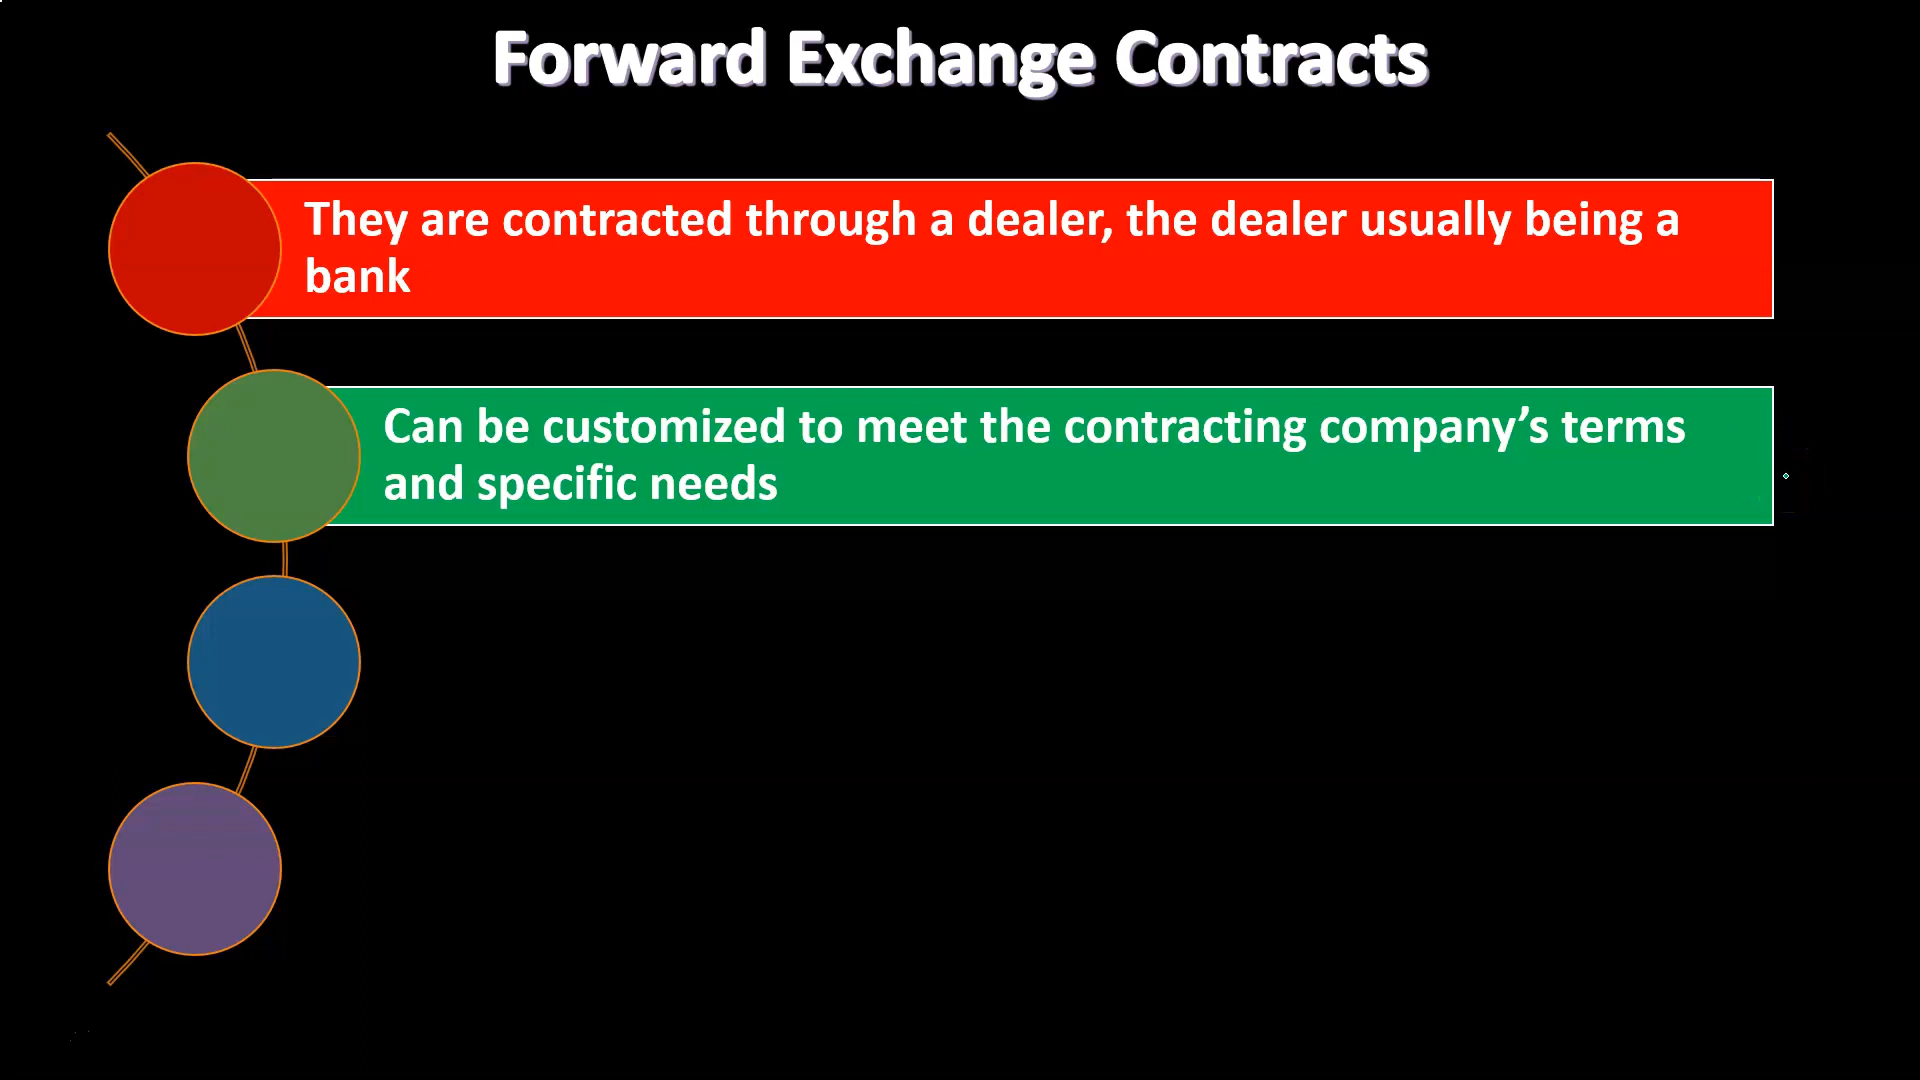 Forward Exchange Contracts
They are contracted through a dealer, the dealer usually being a
bank
Can be customized to meet the contracting company’s terms
and specific needs